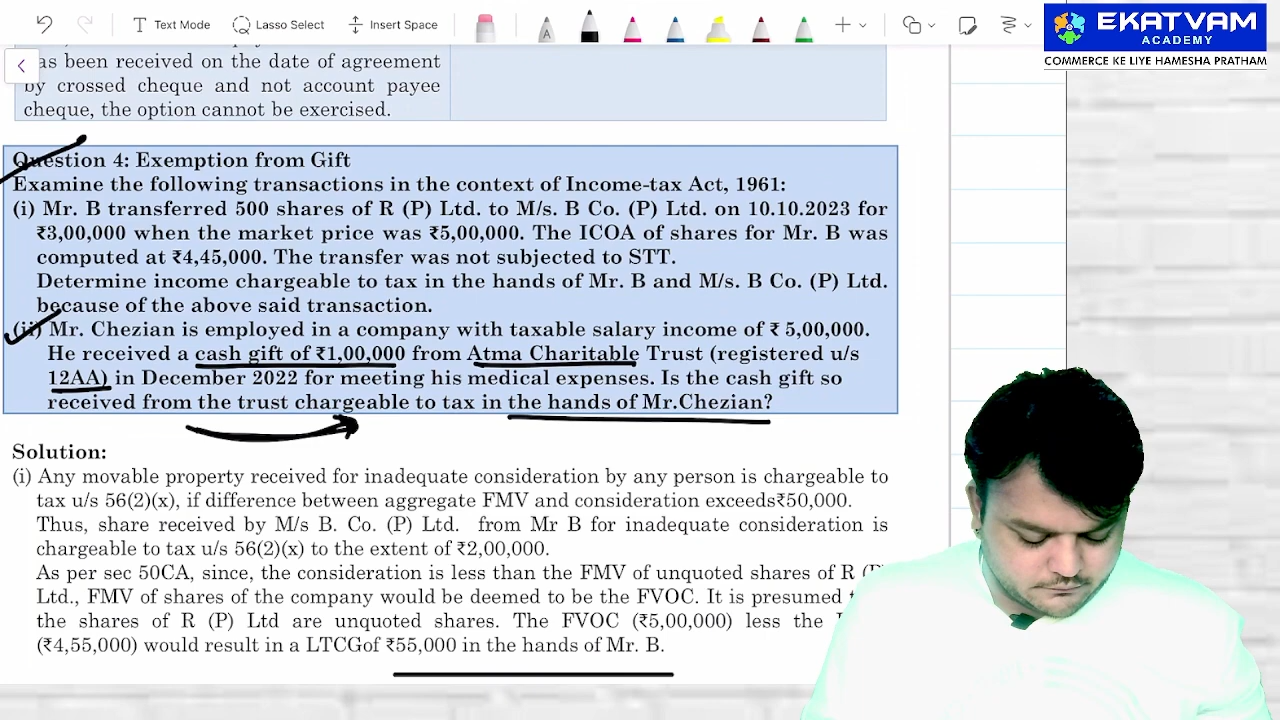 Text Mode
Lasso Select
Insert Space
EKATVAM
ACADEMY
COMMERCE KE LIYE HAMESHA PRATHAM
has been received on the date of agreement
by crossed cheque and not account payee
cheque, the option cannot be exercised.
Question 4: Exemption from Gift
Examine the following transactions in the context of Income-tax Act, 1961:
(i) Mr. B transferred 500 shares of R (P) Ltd. to M/s. B Co. (P) Ltd. on 10.10.2023 for
₹3,00,000 when the market price was ₹5,00,000. The ICOA of shares for Mr. B was
computed at ₹4,45,000. The transfer was not subjected to STT.
Determine income chargeable to tax in the hands of Mr. B and M/s. B Co. (P) Ltd.
because of the above said transaction.
(ii) Mr. Chezian is employed in a company with taxable salary income of ₹ 5,00,000.
He received a cash gift of ₹1,00,000 from Atma Charitable Trust (registered u/s
12AA) in December 2022 for meeting his medical expenses. Is the cash gift so
received from the trust chargeable to tax in the hands of Mr.Chezian?
Solution:
(i) Any movable property received for inadequate consideration by any person is chargeable to
tax u/s 56(2)(x), if difference between aggregate FMV and consideration exceeds₹50,000.
Thus, share received by M/s B. Co. (P) Ltd. from Mr B for inadequate consideration is
chargeable to tax u/s 56(2)(x) to the extent of ₹2,00,000.
As per sec 50CA, since, the consideration is less than the FMV of unquoted shares of R (P)
Ltd., FMV of shares of the company would be deemed to be the FVOC. It is presumed
the shares of R (P) Ltd are unquoted shares. The FVOC (₹5,00,000) less the
(₹4,55,000) would result in a LTCGof ₹55,000 in the hands of Mr. B.